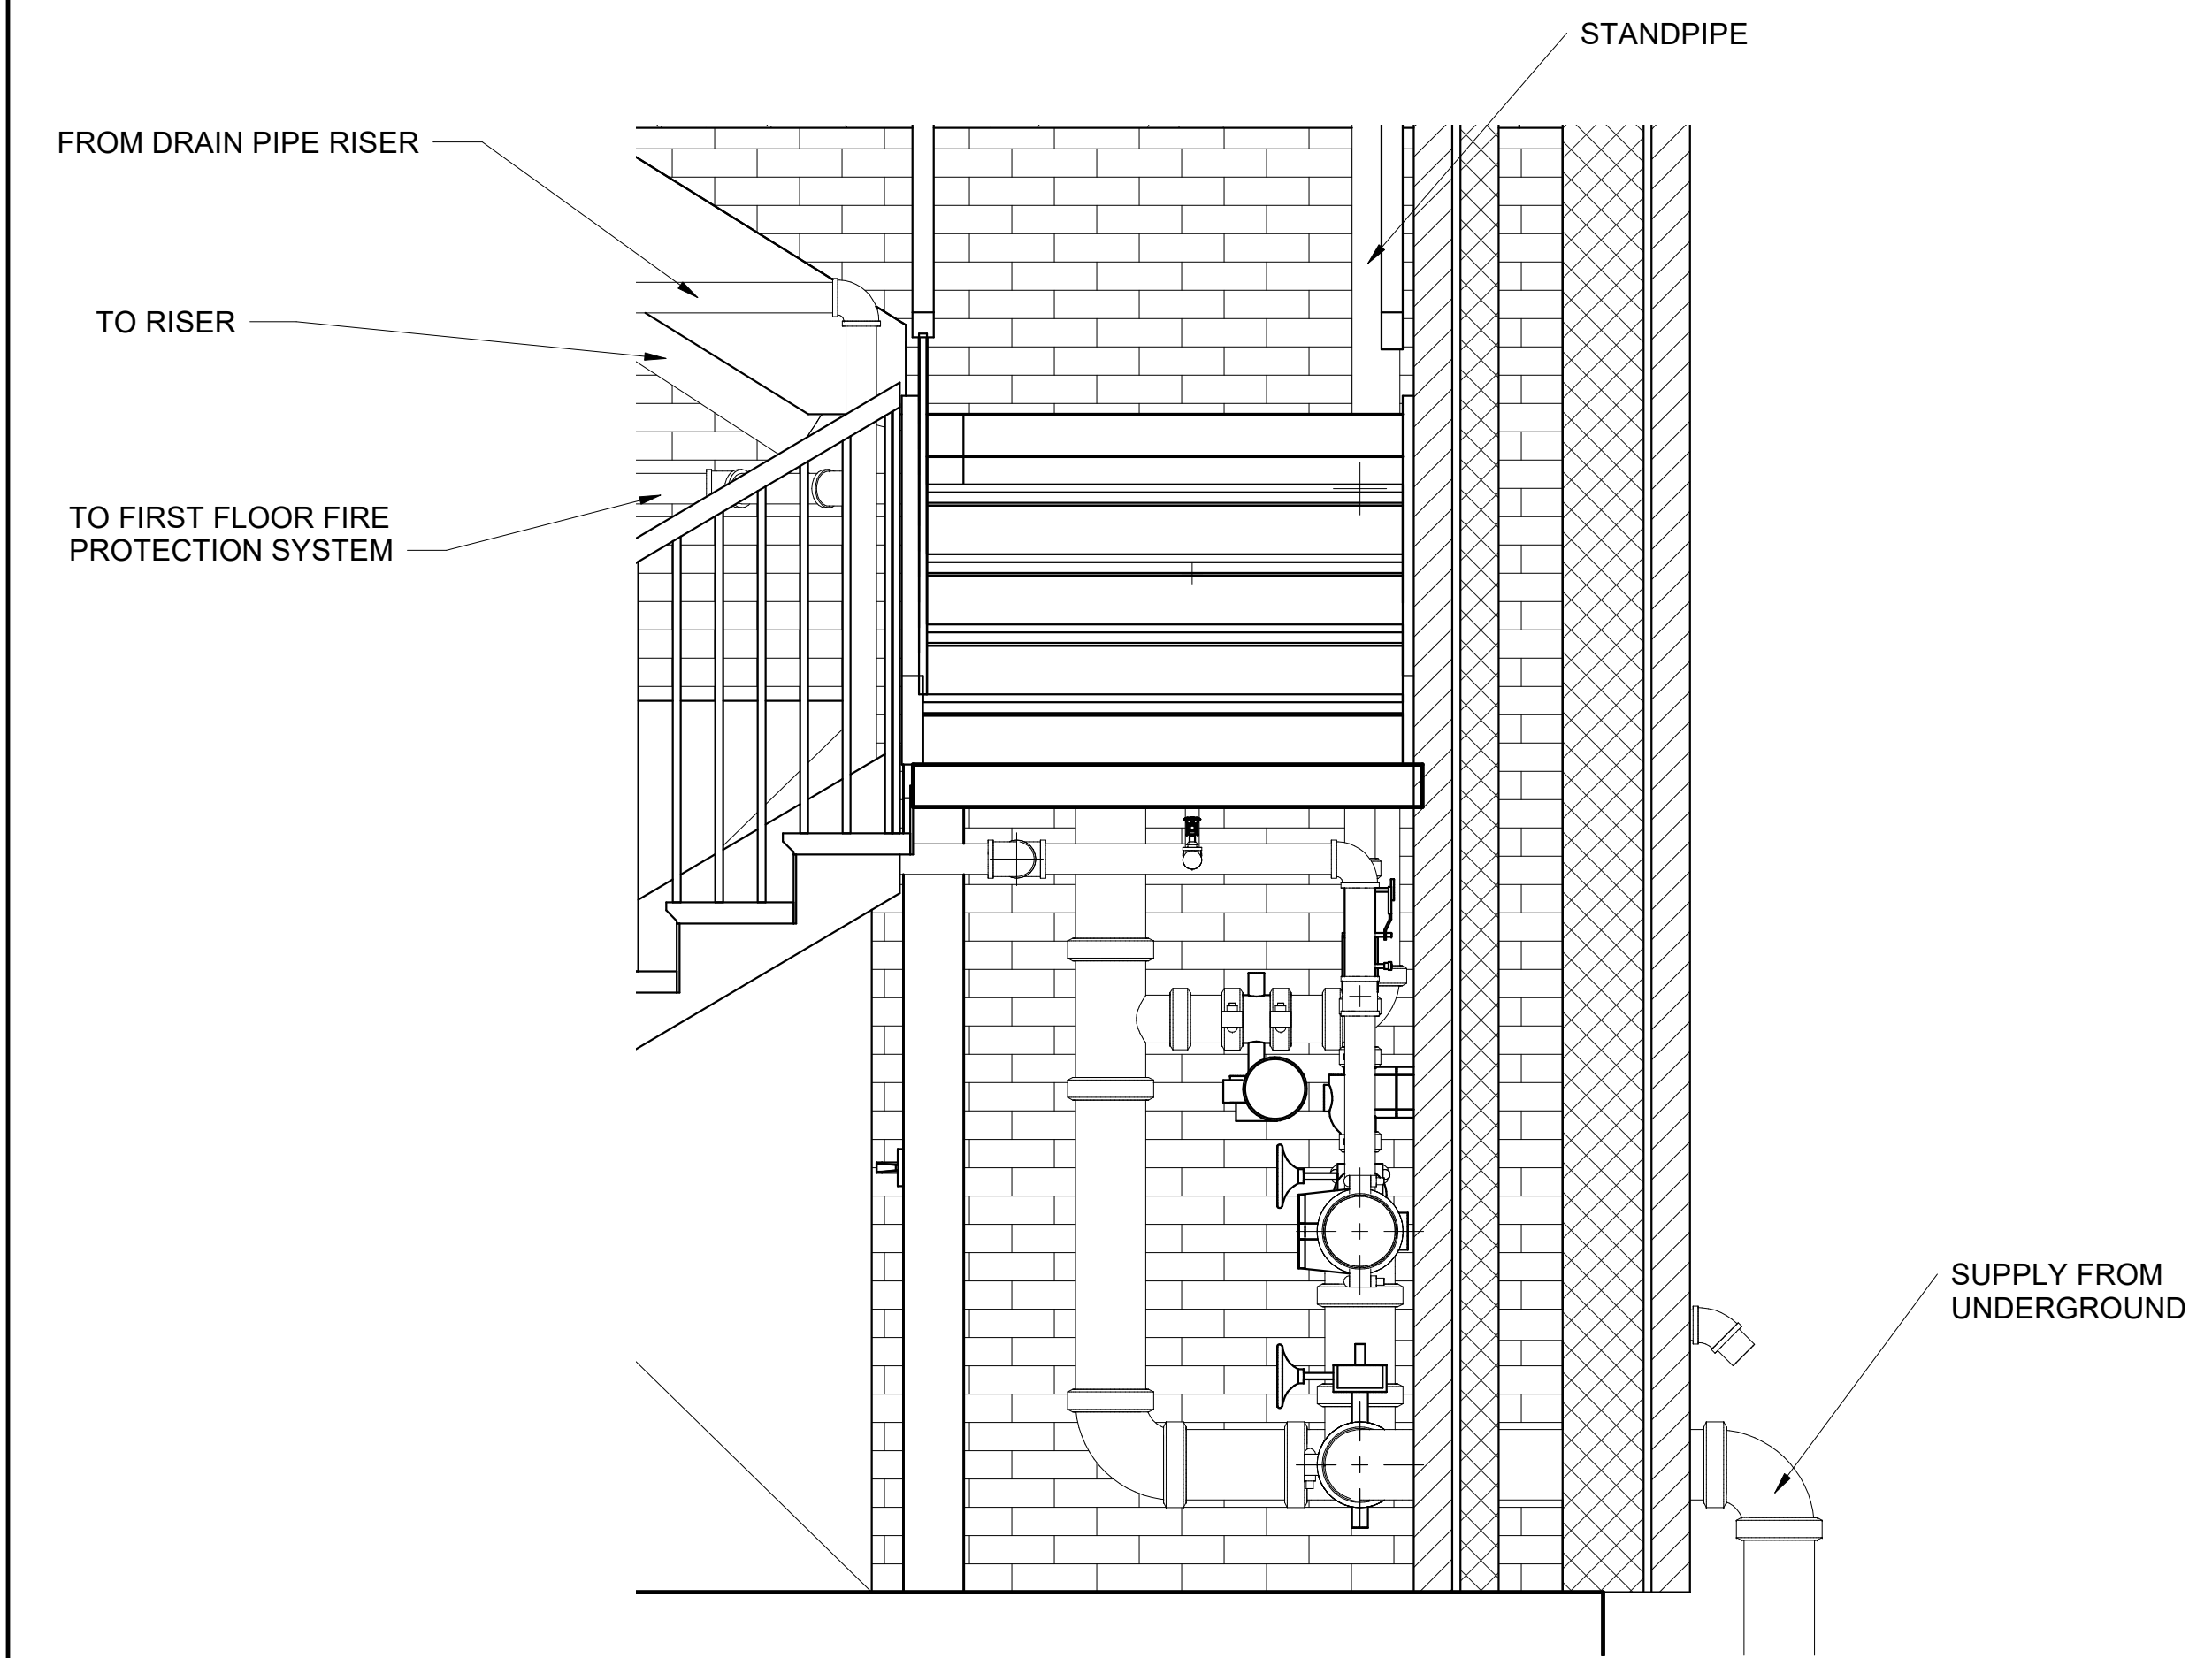 STANDPIPE
FROM DRAIN PIPE RISER
TO RISER
TO FIRST FLOOR FIRE
PROTECTION SYSTEM
SUPPLY FROM
UNDERGROUND